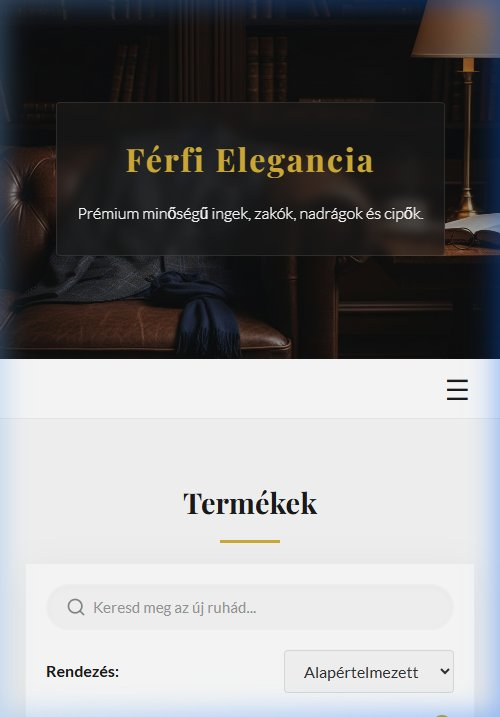 Férfi Elegancia
Prémium minőségű ingek, zakók, nadrágok és cipők.
Termékek
Keresd meg az új ruhád...
Rendezés:
Alapértelmezett